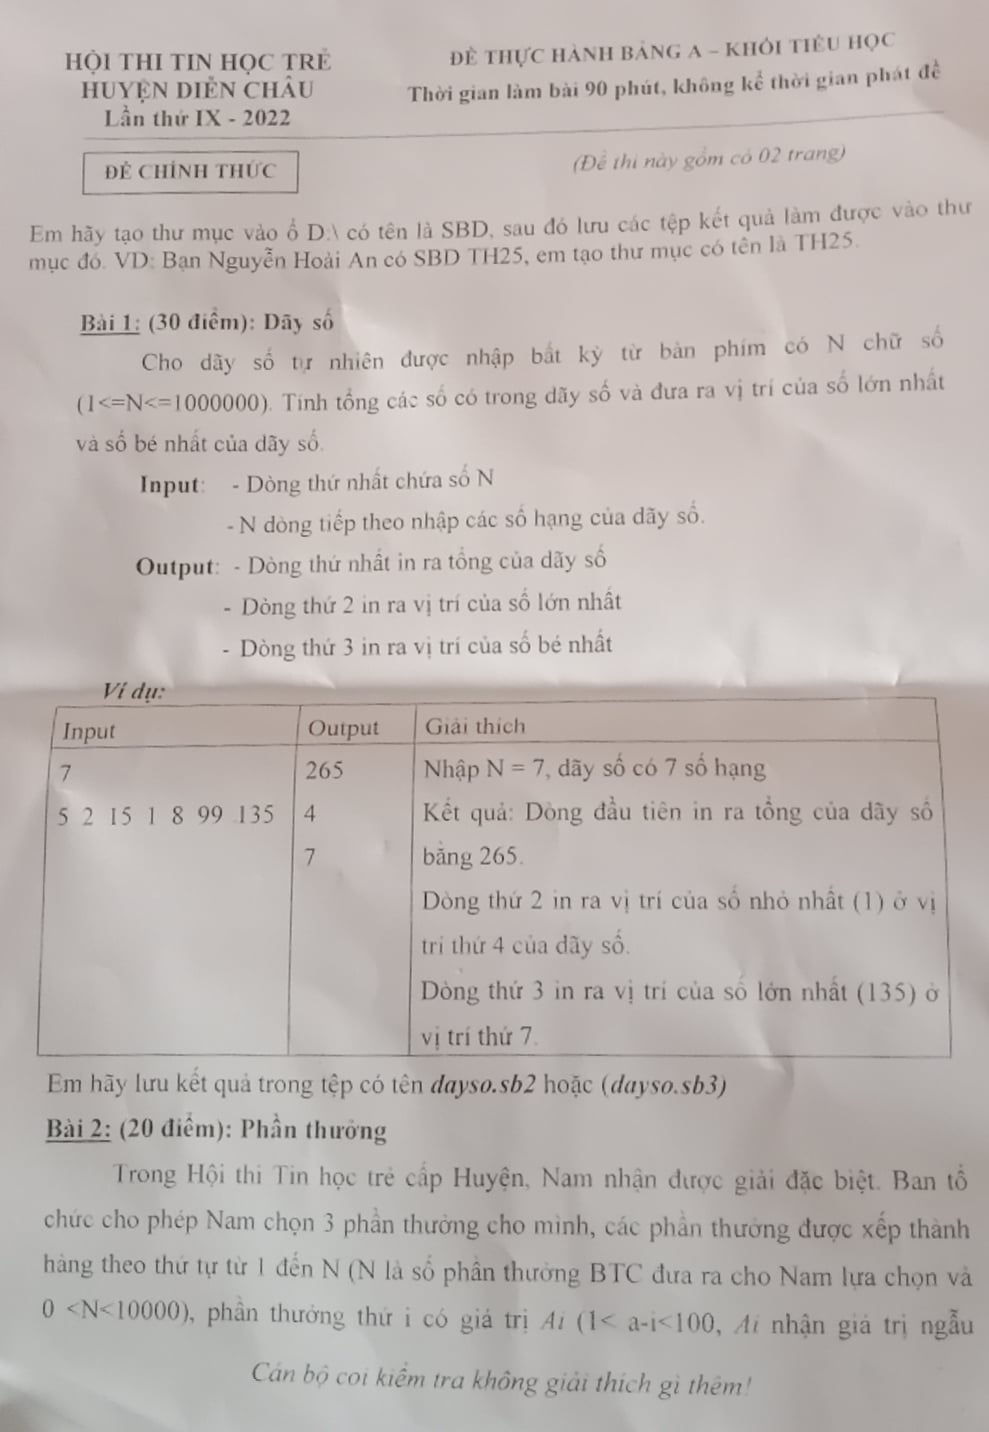 HỘI THI TIN HỌC TRẺ
HUYỆN DIỄN CHÂU
Lần thứ IX - 2022
ĐỀ THỰC HÀNH BẢNG A – KHỐI TIỂU HỌC
Thời gian làm bài 90 phút, không kể thời gian phát đề
ĐỀ CHÍNH THỨC
(Đề thi này gồm có 02 trang)
Em hãy tạo thư mục vào ổ D:\ có tên là SBD, sau đó lưu các tệp kết quả làm được vào thư
mục đó. VD: Bạn Nguyễn Hoài An có SBD TH25, em tạo thư mục có tên là TH25.
Bài 1: (30 điểm): Dãy số
Cho dãy số tự nhiên được nhập bất kỳ từ bàn phím có N chữ số
(1<=N<=1000000). Tính tổng các số có trong dãy số và đưa ra vị trí của số lớn nhất
và số bé nhất của dãy số.
Input: - Dòng thứ nhất chứa số N
- N dòng tiếp theo nhập các số hạng của dãy số.
Output: - Dòng thứ nhất in ra tổng của dãy số
- Dòng thứ 2 in ra vị trí của số lớn nhất
- Dòng thứ 3 in ra vị trí của số bé nhất
Ví dụ:
Input Output Giải thích
7 265 Nhập N = 7, dãy số có 7 số hạng
5 2 15 1 8 99 135 4 Kết quả: Dòng đầu tiên in ra tổng của dãy số
7 bằng 265.
Dòng thứ 2 in ra vị trí của số nhỏ nhất (1) ở vị
trí thứ 4 của dãy số.
Dòng thứ 3 in ra vị trí của số lớn nhất (135) ở
vị trí thứ 7.
Em hãy lưu kết quả trong tệp có tên dayso.sb2 hoặc (dayso.sb3)
Bài 2: (20 điểm): Phần thưởng
Trong Hội thi Tin học trẻ cấp Huyện, Nam nhận được giải đặc biệt. Ban tổ
chức cho phép Nam chọn 3 phần thưởng cho mình, các phần thưởng được xếp thành
hàng theo thứ tự từ 1 đến N (N là số phần thưởng BTC đưa ra cho Nam lựa chọn và
0 <N<10000), phần thưởng thứ i có giá trị Ai (1< a-i<100, Ai nhận giá trị ngẫu
Cán bộ coi kiểm tra không giải thích gì thêm!